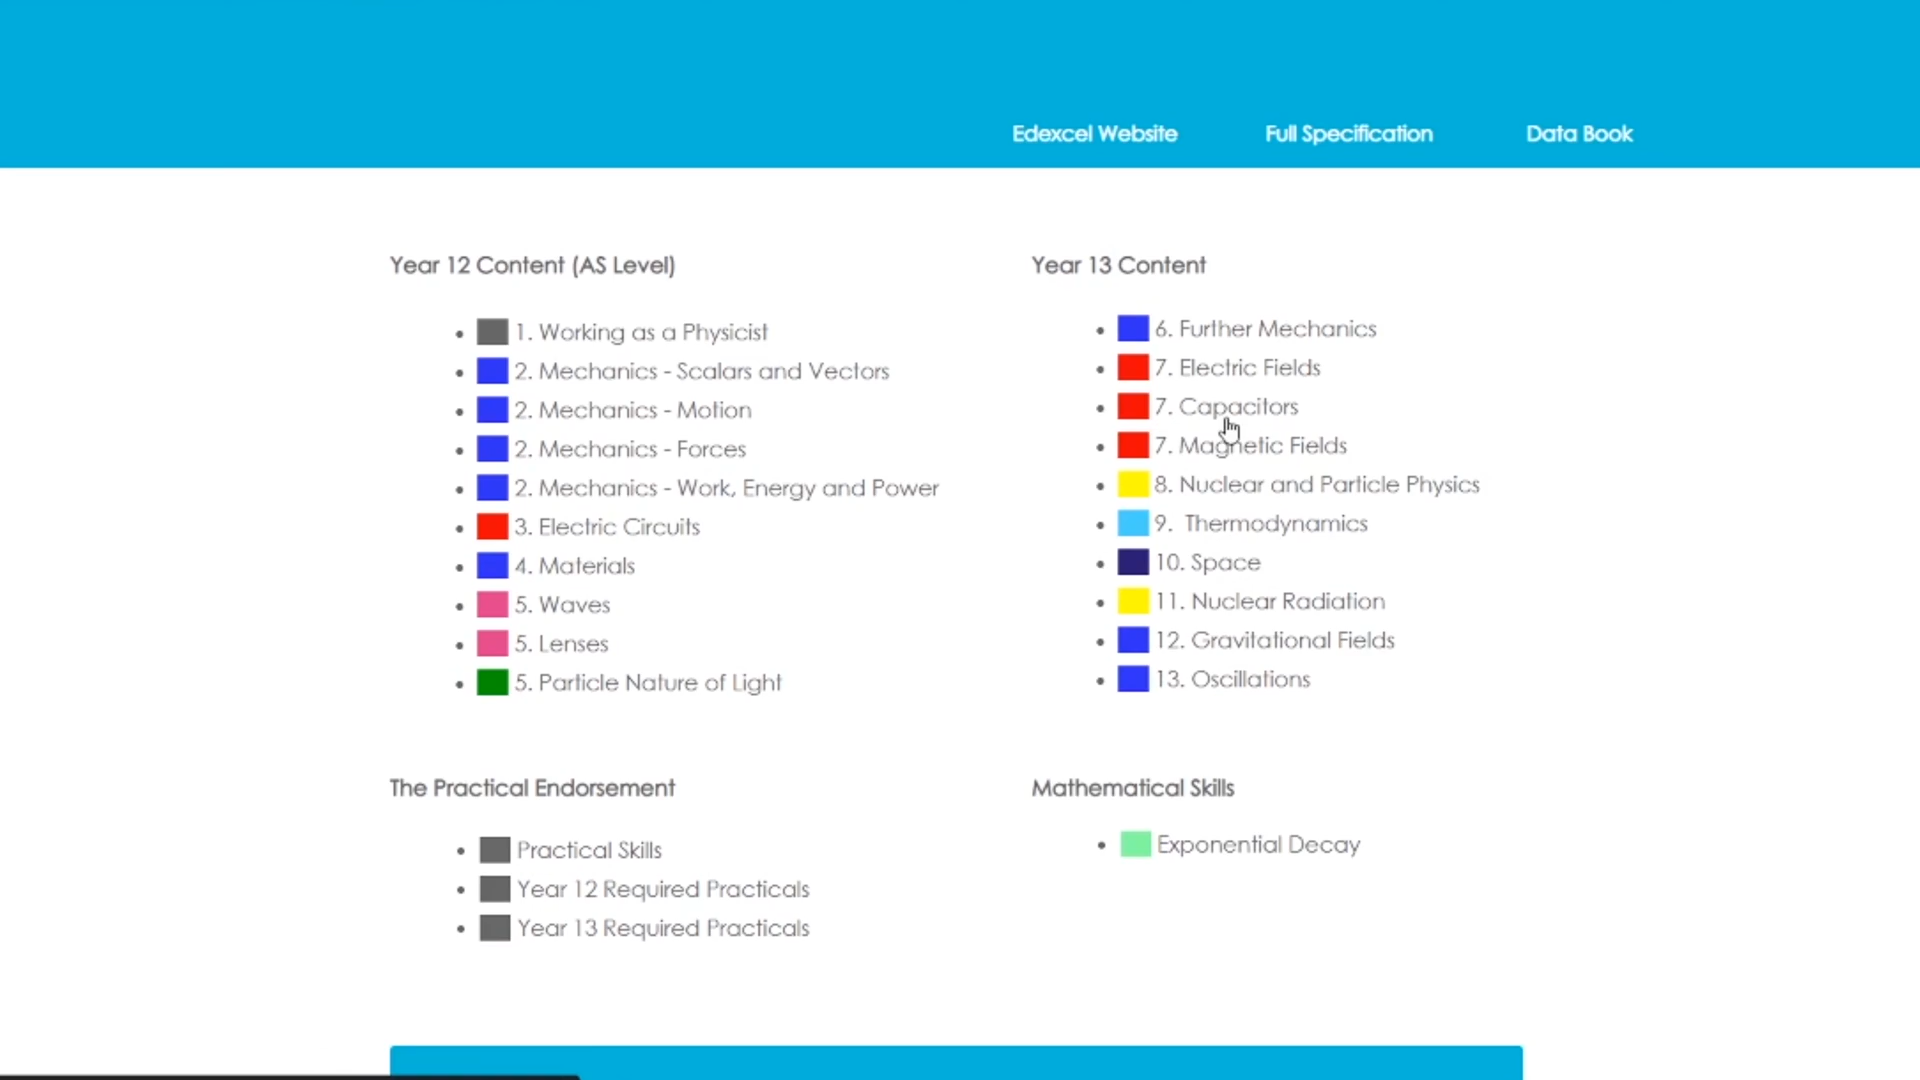 Edexcel Website Full Specification Data Book
Year 12 Content (AS Level)
1. Working as a Physicist
2. Mechanics - Scalars and Vectors
2. Mechanics - Motion
2. Mechanics - Forces
2. Mechanics - Work, Energy and Power
3. Electric Circuits
4. Materials
5. Waves
5. Lenses
5. Particle Nature of Light
Year 13 Content
6. Further Mechanics
7. Electric Fields
7. Capacitors
7. Magnetic Fields
8. Nuclear and Particle Physics
9. Thermodynamics
10. Space
11. Nuclear Radiation
12. Gravitational Fields
13. Oscillations
The Practical Endorsement
Practical Skills
Year 12 Required Practicals
Year 13 Required Practicals
Mathematical Skills
Exponential Decay